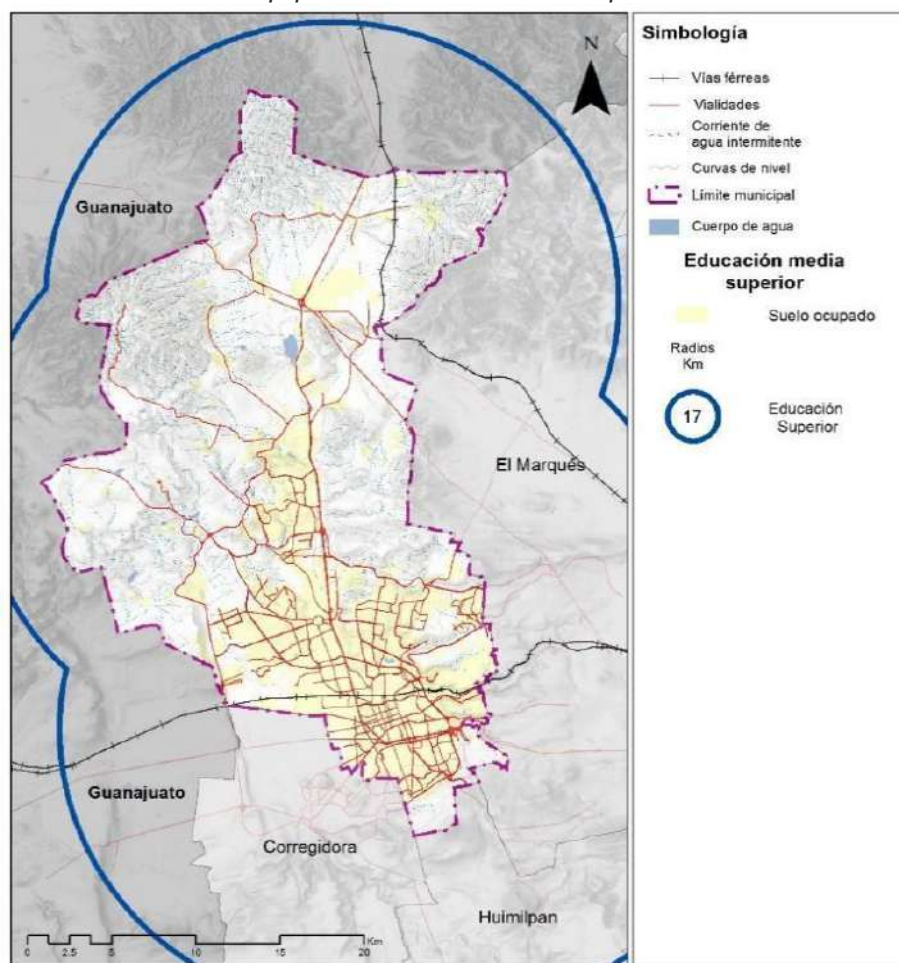 N
Guanajuato
El Marqués
Guanajuato
Corregidora
Huimilpan
0 2.5 5 10 15 20
Km
Simbología
Vías férreas
Vialidades
Corriente de
agua intermitente
Curvas de nivel
Límite municipal
Cuerpo de agua
Educación media
superior
Suelo ocupado
Radios
Km
17
Educación
Superior